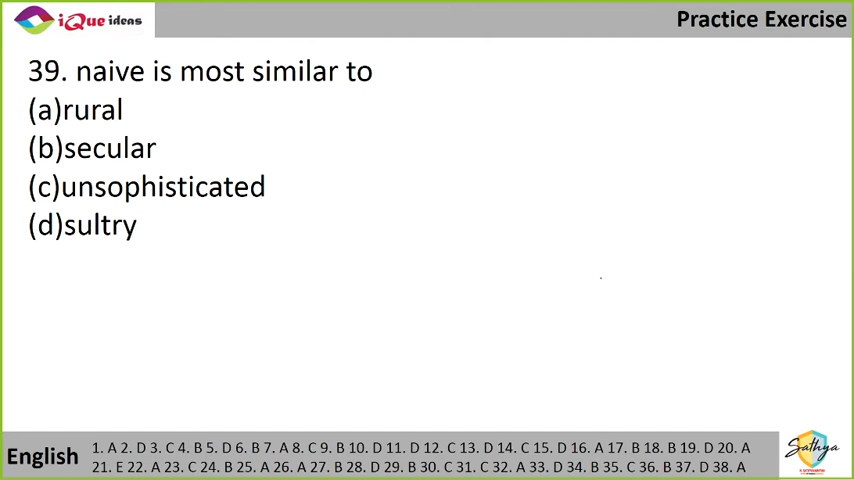 iQue ideas
Practice Exercise
39. naive is most similar to
(a)rural
(b)secular
(c)unsophisticated
(d)sultry
English
1. A 2. D 3. C 4. B 5. D 6. B 7. A 8. C 9. B 10. D 11. D 12. C 13. D 14. C 15. D 16. A 17. B 18. B 19. D 20. A
21. E 22. A 23. C 24. B 25. A 26. A 27. B 28. D 29. B 30. C 31. C 32. A 33. D 34. B 35. C 36. B 37. D 38. A
Sathya